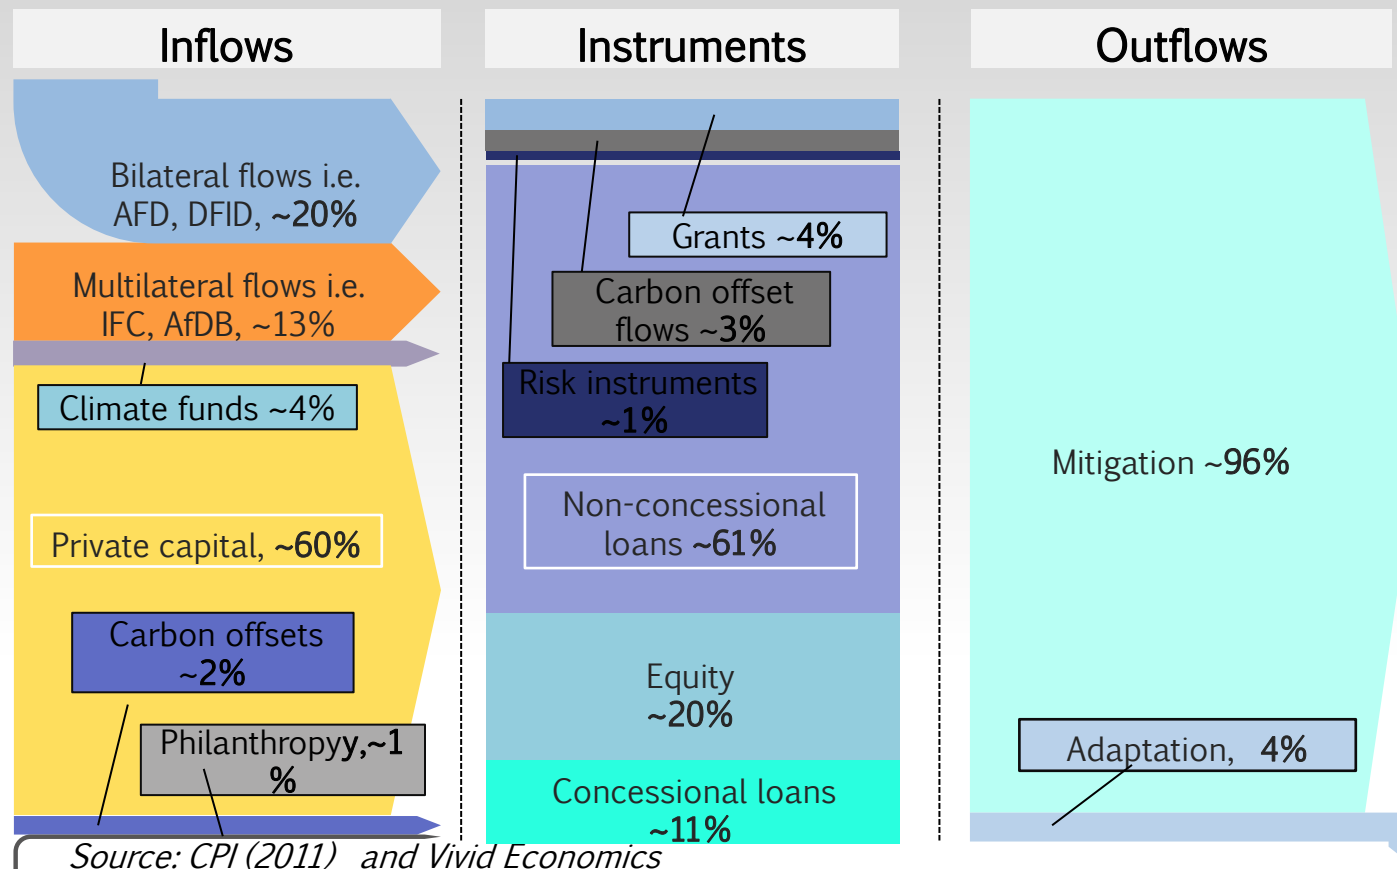 Inflows
Instruments
Outflows
Bilateral flows i.e.
AFD, DFID, ~20%
Multilateral flows i.e.
IFC, AfDB, ~13%
Climate funds ~4%
Private capital, ~60%
Carbon offsets
~2%
Philanthropyy,~1
%
Grants ~4%
Carbon offset
flows ~3%
Risk instruments
~1%
Non-concessional
loans ~61%
Equity
~20%
Concessional loans
~11%
Mitigation ~96%
Adaptation, 4%
Source: CPI (2011) and Vivid Economics